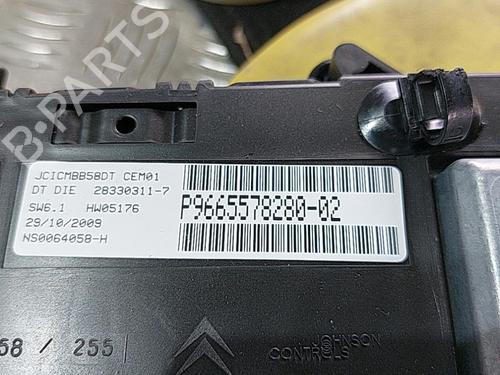 B-PARTS
JCICMBB58DT CEM01
DT DIE 28330311-7
SW6.1 HW05176
29/10/2009
NS0064058-H
P9665578280-02
58 / 255
JOHNSON
CONTROLS